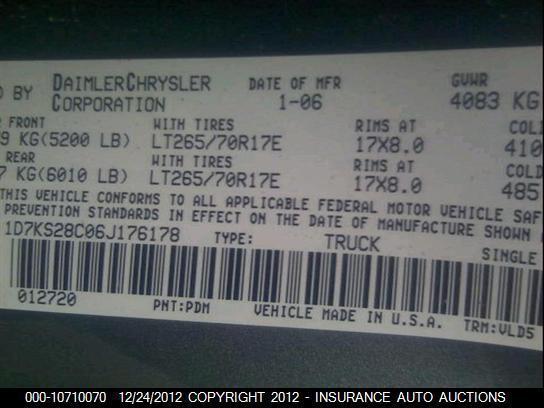 D BY DAIMLERCHRYSLER CORPORATION DATE OF MFR 1-06 GVWR 4083 KG
FRONT WITH TIRES RIMS AT COLD
9 KG(5200 LB) LT265/70R17E 17X8.0 410
REAR WITH TIRES RIMS AT COLD
7 KG(6010 LB) LT265/70R17E 17X8.0 485
THIS VEHICLE CONFORMS TO ALL APPLICABLE FEDERAL MOTOR VEHICLE SAF
PREVENTION STANDARDS IN EFFECT ON THE DATE OF MANUFACTURE SHOWN
1D7KS28C06J176178 TYPE: TRUCK SINGLE
012720 PNT:PDM VEHICLE MADE IN U.S.A. TRM:VLD5
000-10710070 12/24/2012 COPYRIGHT 2012 - INSURANCE AUTO AUCTIONS